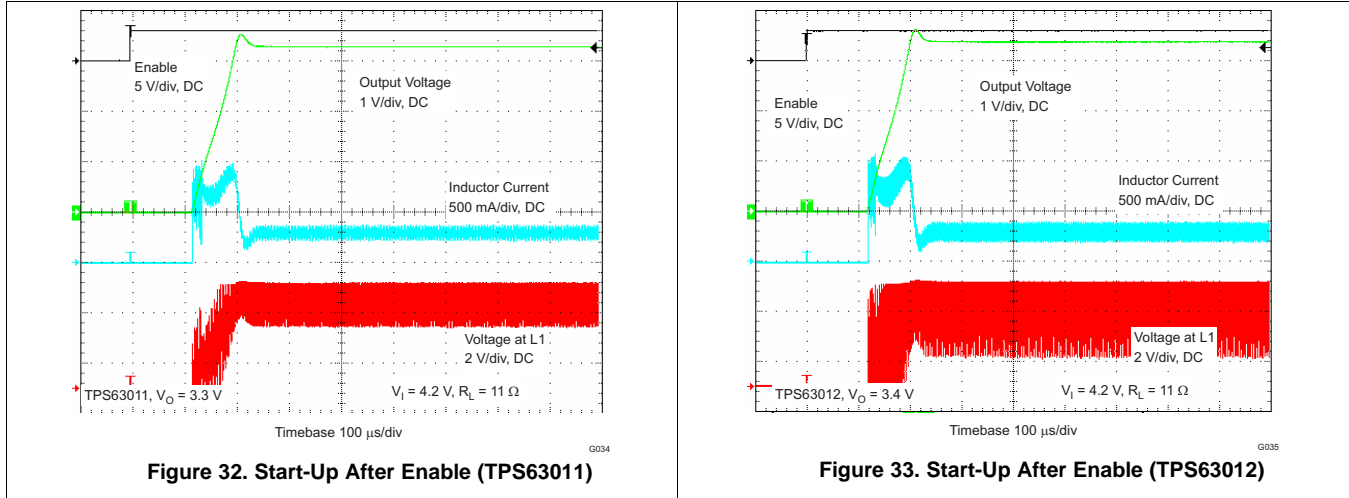 Enable
5 V/div, DC
Output Voltage
1 V/div, DC
Inductor Current
500 mA/div, DC
Voltage at L1
2 V/div, DC
TPS63011, V_O = 3.3 V
V_I = 4.2 V, R_L = 11 Ω
Timebase 100 µs/div
G034
Figure 32. Start-Up After Enable (TPS63011)
Output Voltage
1 V/div, DC
Enable
5 V/div, DC
Inductor Current
500 mA/div, DC
Voltage at L1
2 V/div, DC
TPS63012, V_O = 3.4 V
V_I = 4.2 V, R_L = 11 Ω
Timebase 100 µs/div
G035
Figure 33. Start-Up After Enable (TPS63012)